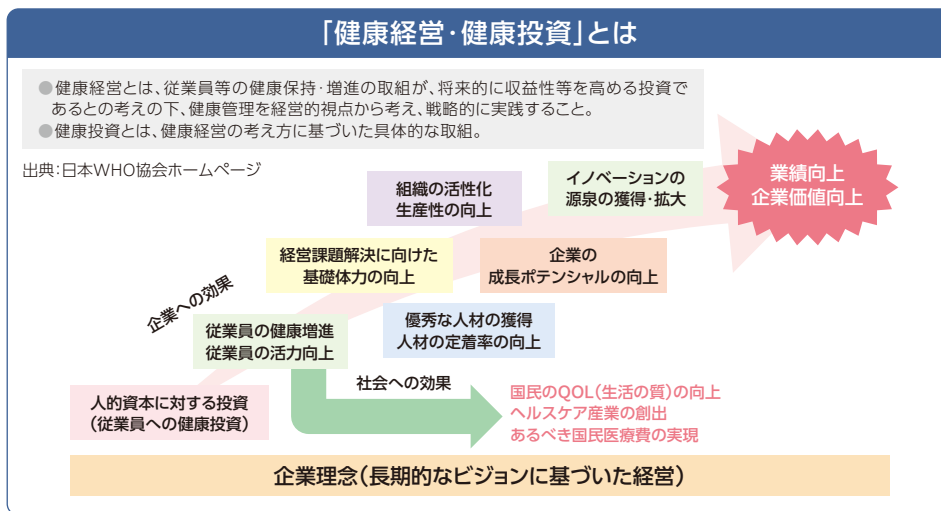 「健康経営・健康投資」とは
●健康経営とは、従業員等の健康保持・増進の取組が、将来的に収益性等を高める投資で
あるとの考えの下、健康管理を経営的視点から考え、戦略的に実践すること。
●健康投資とは、健康経営の考え方に基づいた具体的な取組。
出典:日本WHO協会ホームページ
業績向上
企業価値向上
イノベーションの
源泉の獲得・拡大
組織の活性化
生産性の向上
経営課題解決に向けた
基礎体力の向上
企業の
成長ポテンシャルの向上
企業への効果
従業員の健康増進
従業員の活力向上
優秀な人材の獲得
人材の定着率の向上
人的資本に対する投資
(従業員への健康投資)
社会への効果
国民のQOL(生活の質)の向上
ヘルスケア産業の創出
あるべき国民医療費の実現
企業理念(長期的なビジョンに基づいた経営)